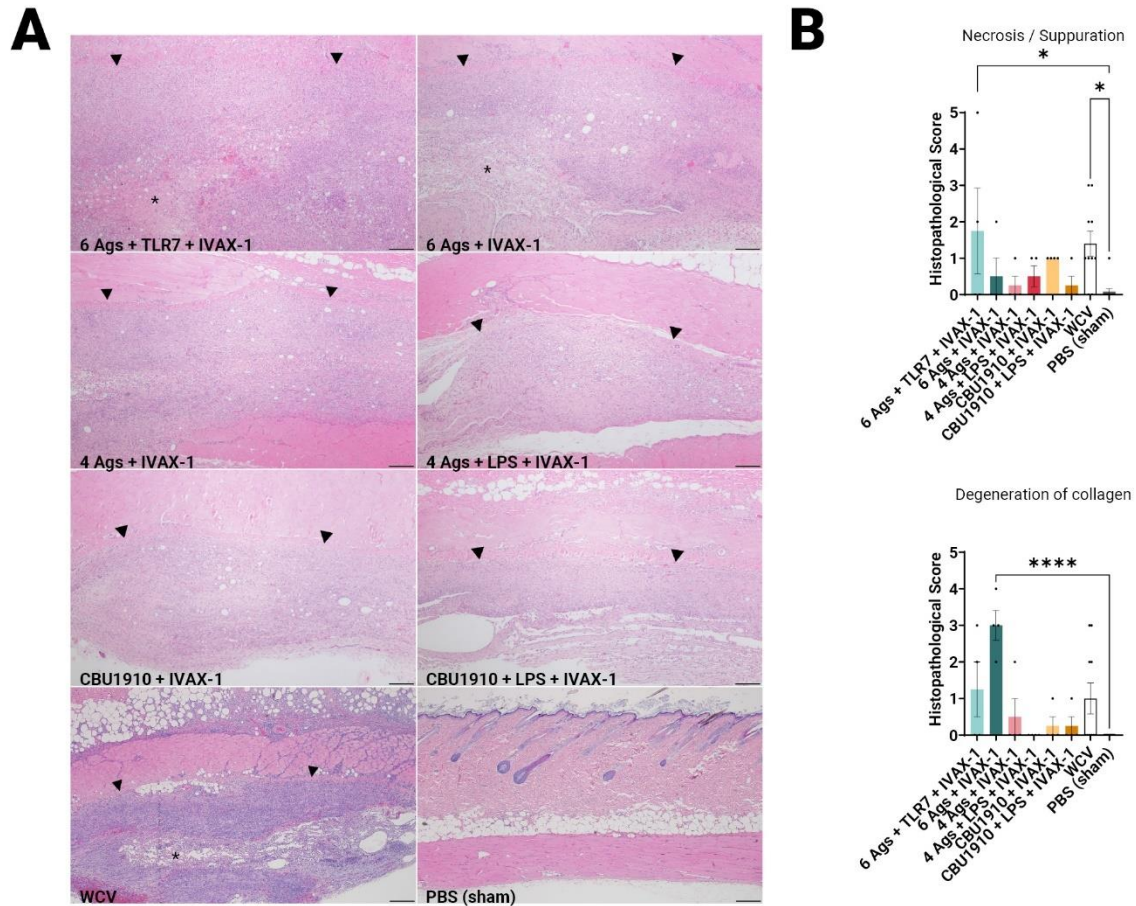 A
B
6 Ags + TLR7 + IVAX-1
6 Ags + IVAX-1
4 Ags + IVAX-1
4 Ags + LPS + IVAX-1
CBU1910 + IVAX-1
CBU1910 + LPS + IVAX-1
WCV
PBS (sham)
*
*
*
Necrosis / Suppuration
*
*
Histopathological Score
5
4
3
2
1
0
6 Ags + TLR7 + IVAX-1
6 Ags + IVAX-1
4 Ags + IVAX-1
4 Ags + LPS + IVAX-1
CBU1910 + IVAX-1
CBU1910 + LPS + IVAX-1
WCV
PBS (sham)
Degeneration of collagen
****
Histopathological Score
5
4
3
2
1
0
6 Ags + TLR7 + IVAX-1
6 Ags + IVAX-1
4 Ags + IVAX-1
4 Ags + LPS + IVAX-1
CBU1910 + IVAX-1
CBU1910 + LPS + IVAX-1
WCV
PBS (sham)